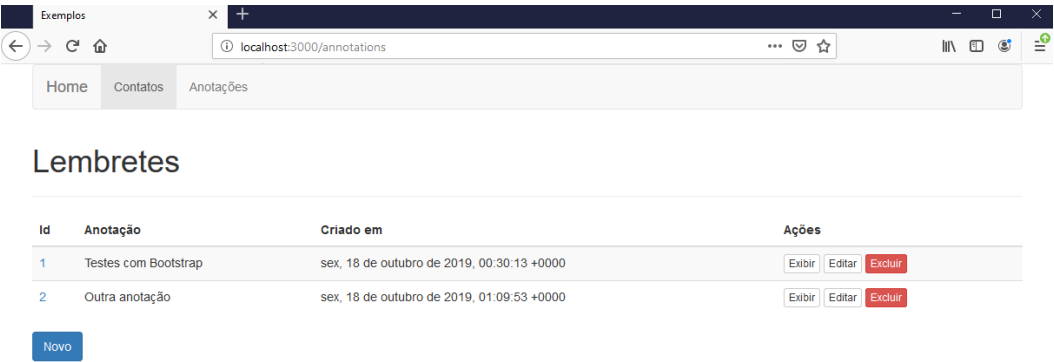 Exemplos
localhost:3000/annotations
Home Contatos Anotações
Lembretes
Id Anotação Criado em Ações
1 Testes com Bootstrap sex, 18 de outubro de 2019, 00:30:13 +0000 Exibir Editar Excluir
2 Outra anotação sex, 18 de outubro de 2019, 01:09:53 +0000 Exibir Editar Excluir
Novo